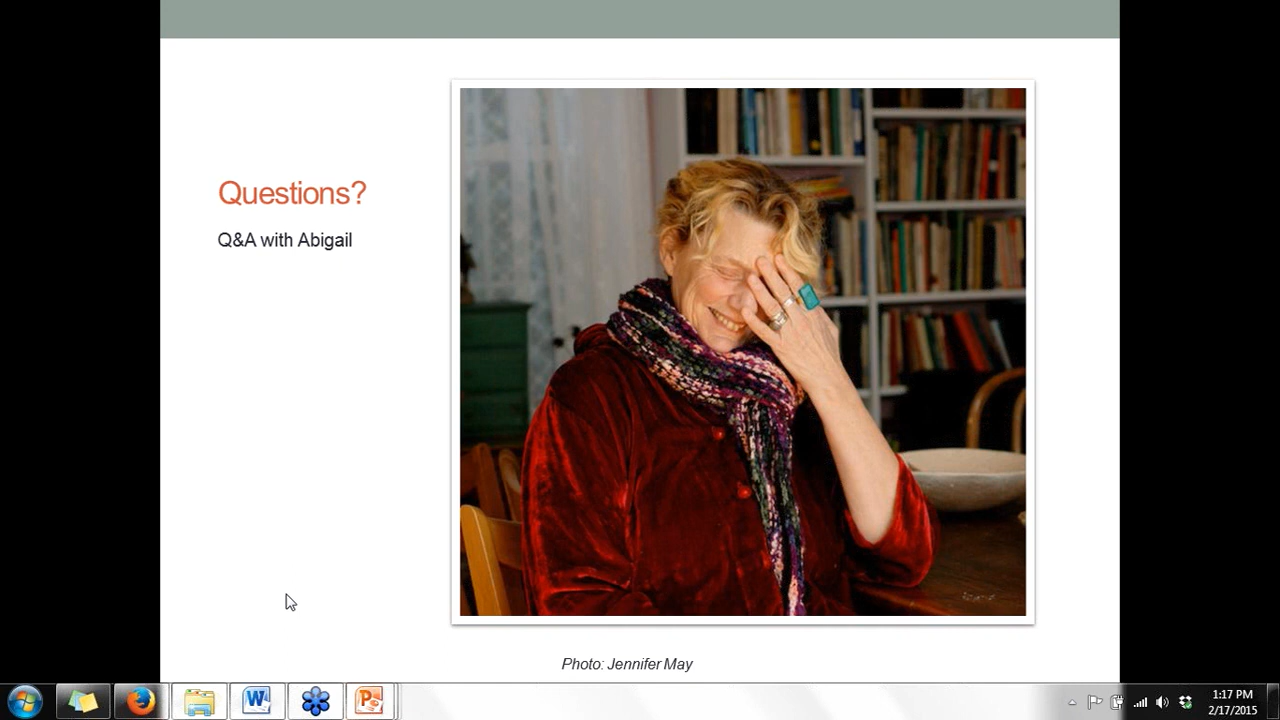 Questions?
Q&A with Abigail
Photo: Jennifer May
W
P
1:17 PM
2/17/2015